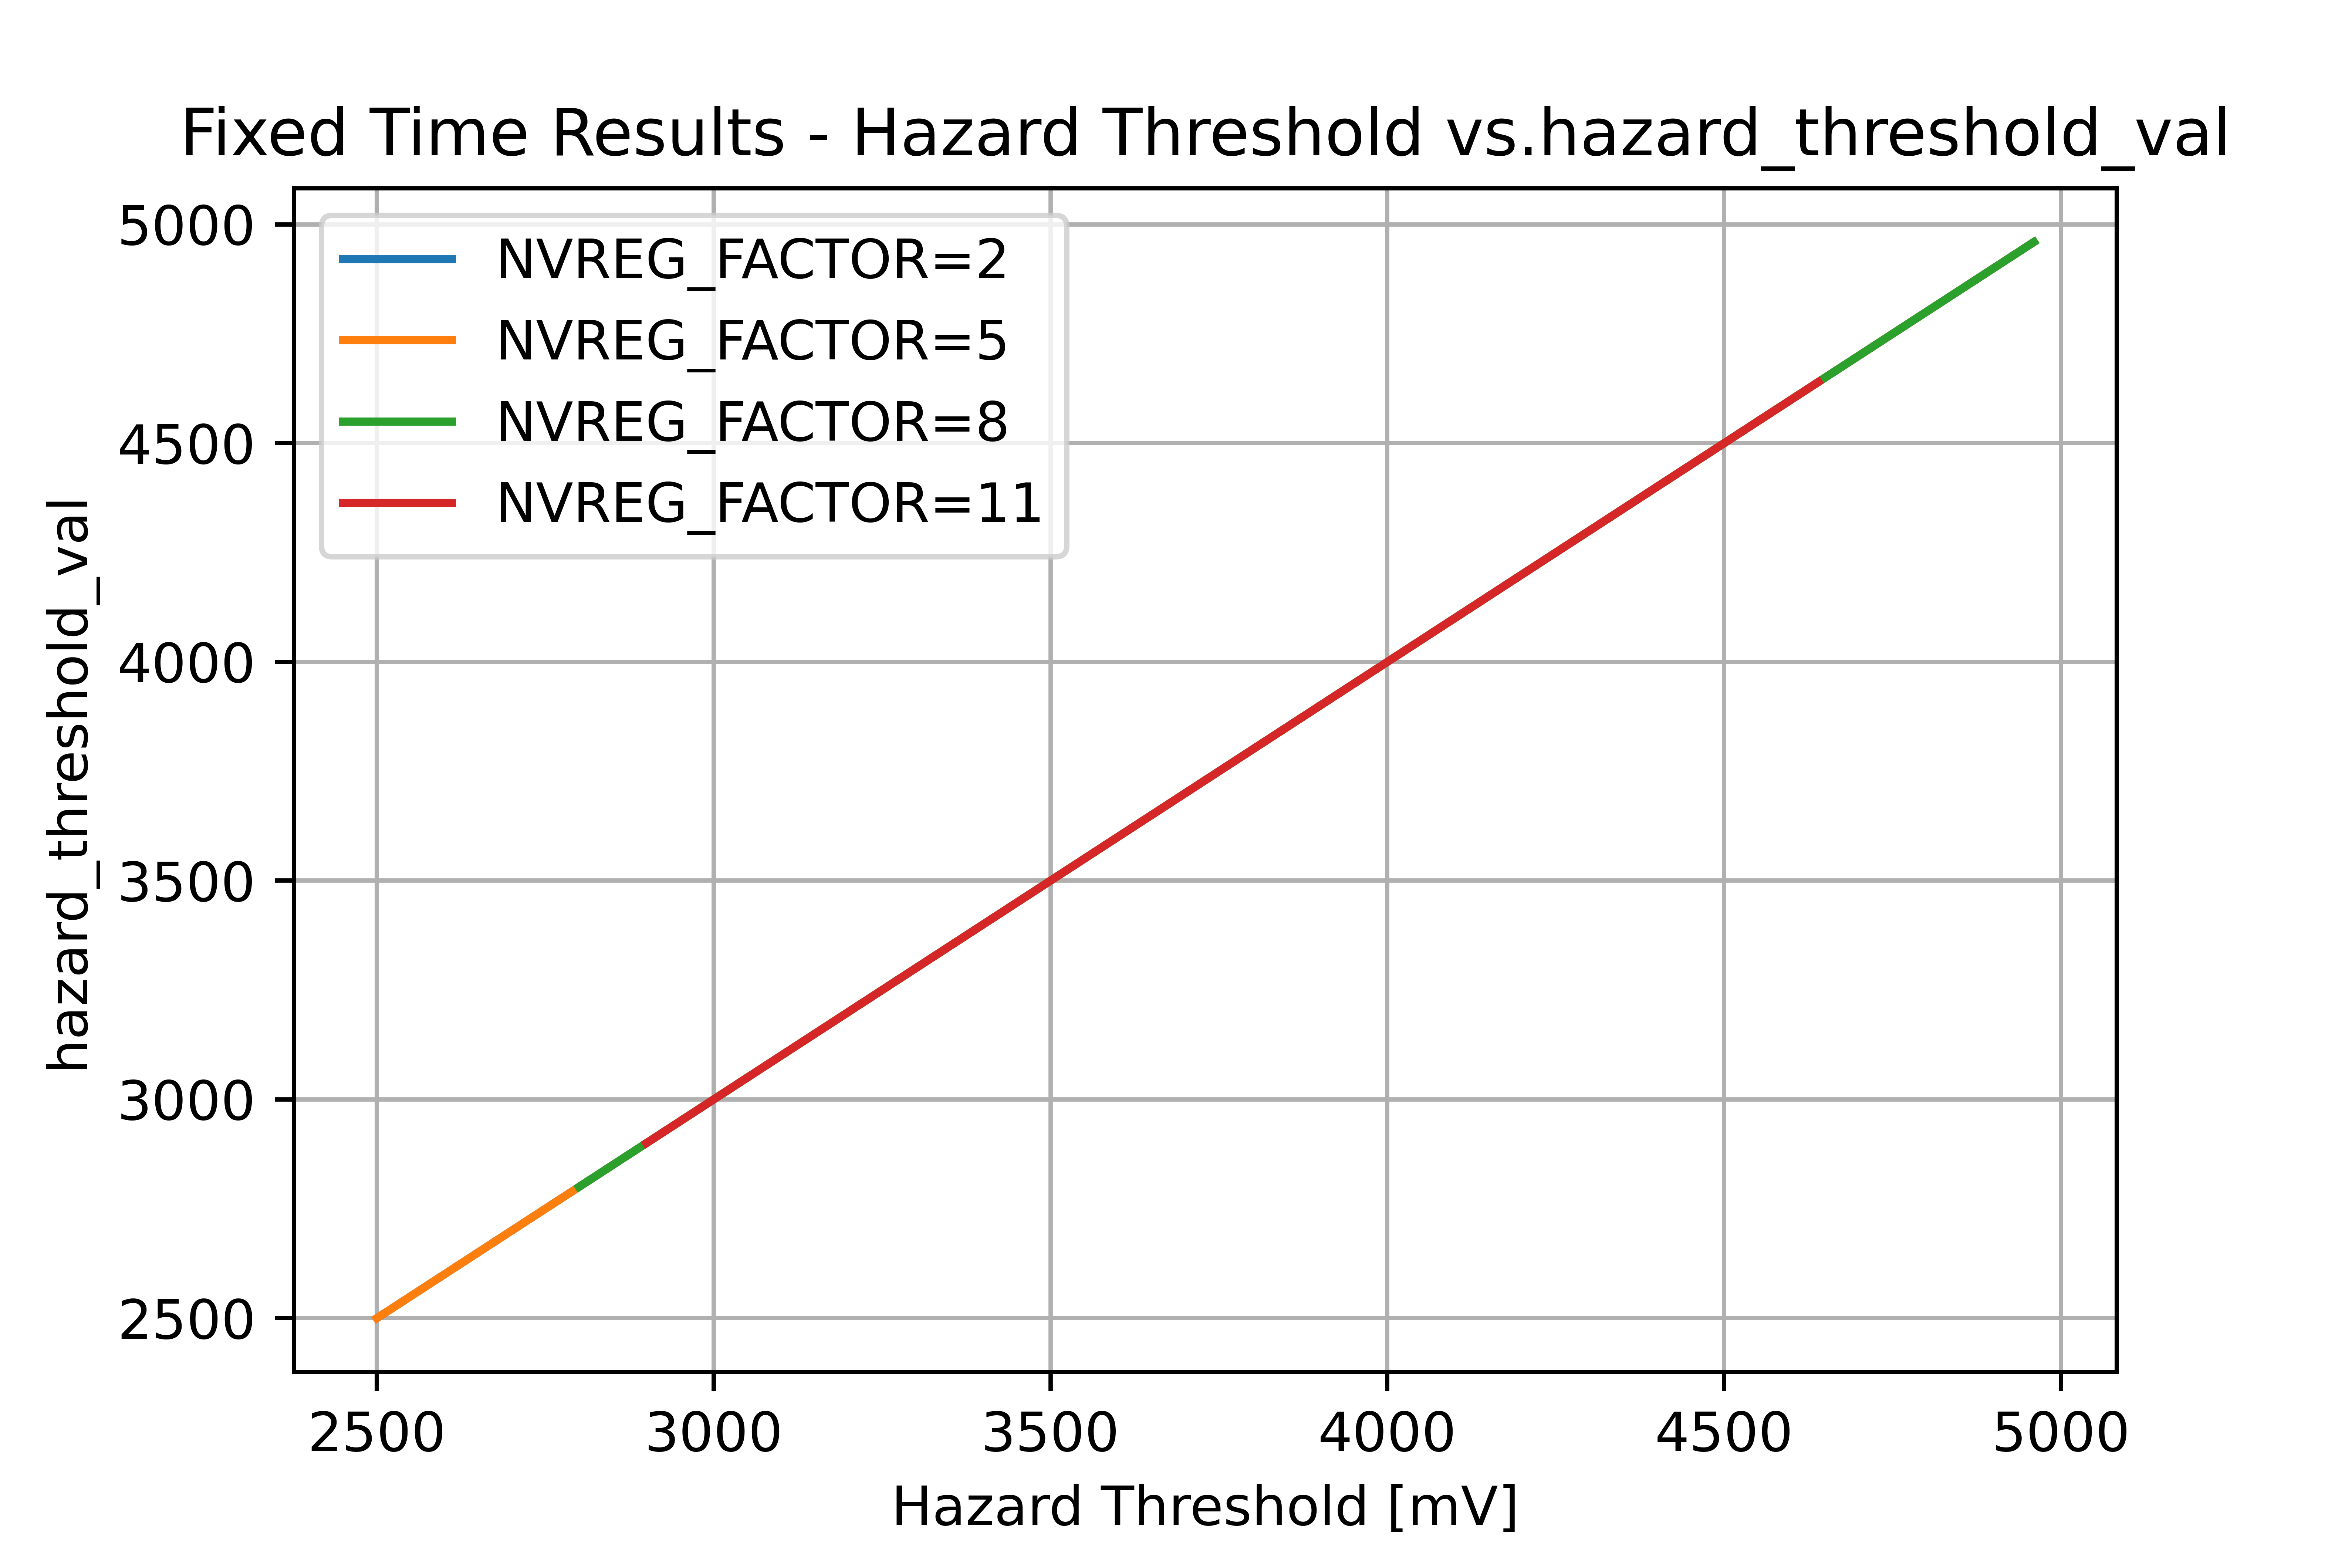 Fixed Time Results - Hazard Threshold vs.hazard_threshold_val
5000
4500
4000
3500
3000
2500
hazard_threshold_val
NVREG_FACTOR=2
NVREG_FACTOR=5
NVREG_FACTOR=8
NVREG_FACTOR=11
2500 3000 3500 4000 4500 5000
Hazard Threshold [mV]